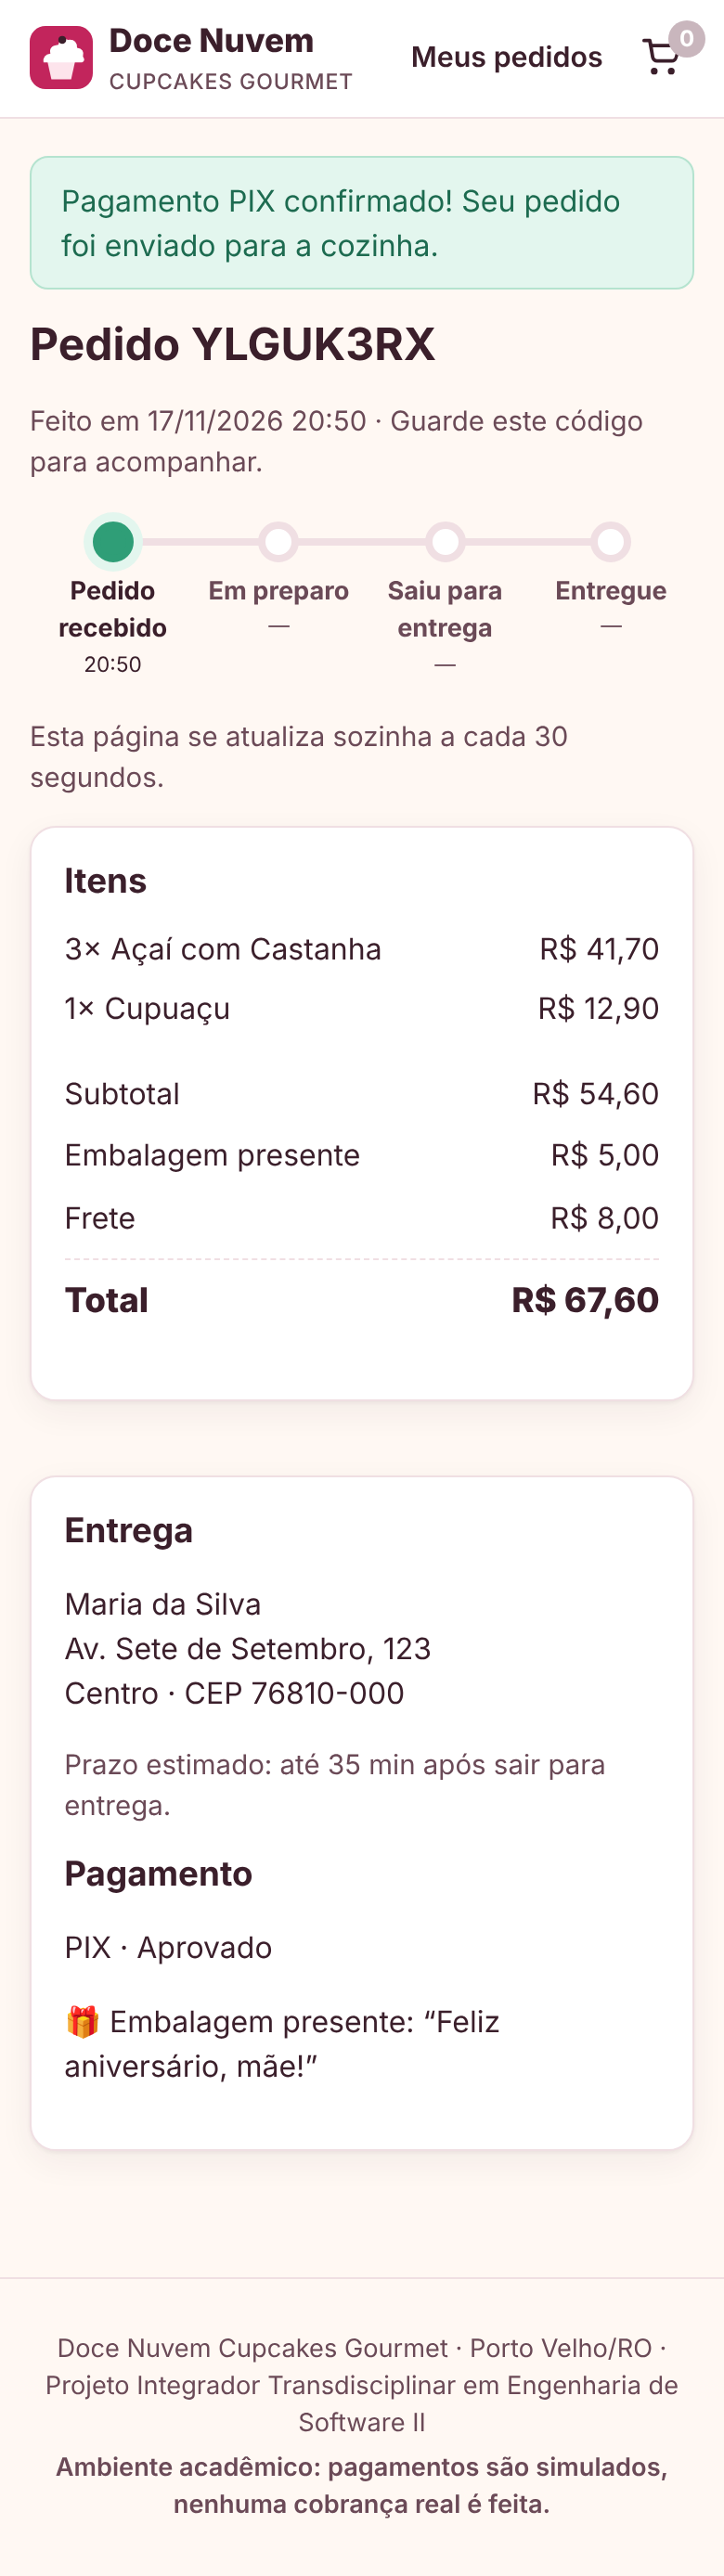 Doce Nuvem
CUPCAKES GOURMET
Meus pedidos
0
Pagamento PIX confirmado! Seu pedido
foi enviado para a cozinha.
Pedido YLGUK3RX
Feito em 17/11/2026 20:50 · Guarde este código
para acompanhar.
Pedido
recebido
20:50
Em preparo
—
Saiu para
entrega
—
Entregue
—
Esta página se atualiza sozinha a cada 30
segundos.
Itens
3× Açaí com Castanha R$ 41,70
1× Cupuaçu R$ 12,90
Subtotal R$ 54,60
Embalagem presente R$ 5,00
Frete R$ 8,00
Total R$ 67,60
Entrega
Maria da Silva
Av. Sete de Setembro, 123
Centro · CEP 76810-000
Prazo estimado: até 35 min após sair para
entrega.
Pagamento
PIX · Aprovado
🎁 Embalagem presente: “Feliz
aniversário, mãe!”
Doce Nuvem Cupcakes Gourmet · Porto Velho/RO ·
Projeto Integrador Transdisciplinar em Engenharia de
Software II
Ambiente acadêmico: pagamentos são simulados,
nenhuma cobrança real é feita.